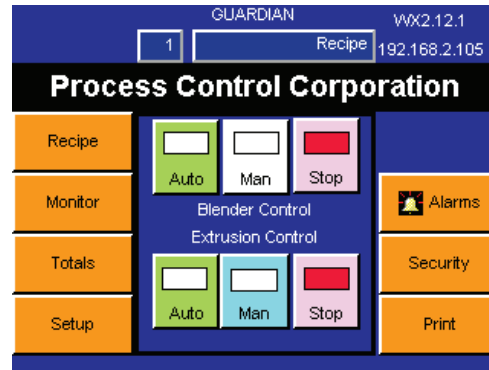 GUARDIAN
WX2.12.1
1 Recipe 192.168.2.105
Process Control Corporation
Recipe
Auto Man Stop
Monitor
Blender Control
Alarms
Extrusion Control
Totals
Security
Auto Man Stop
Setup
Print